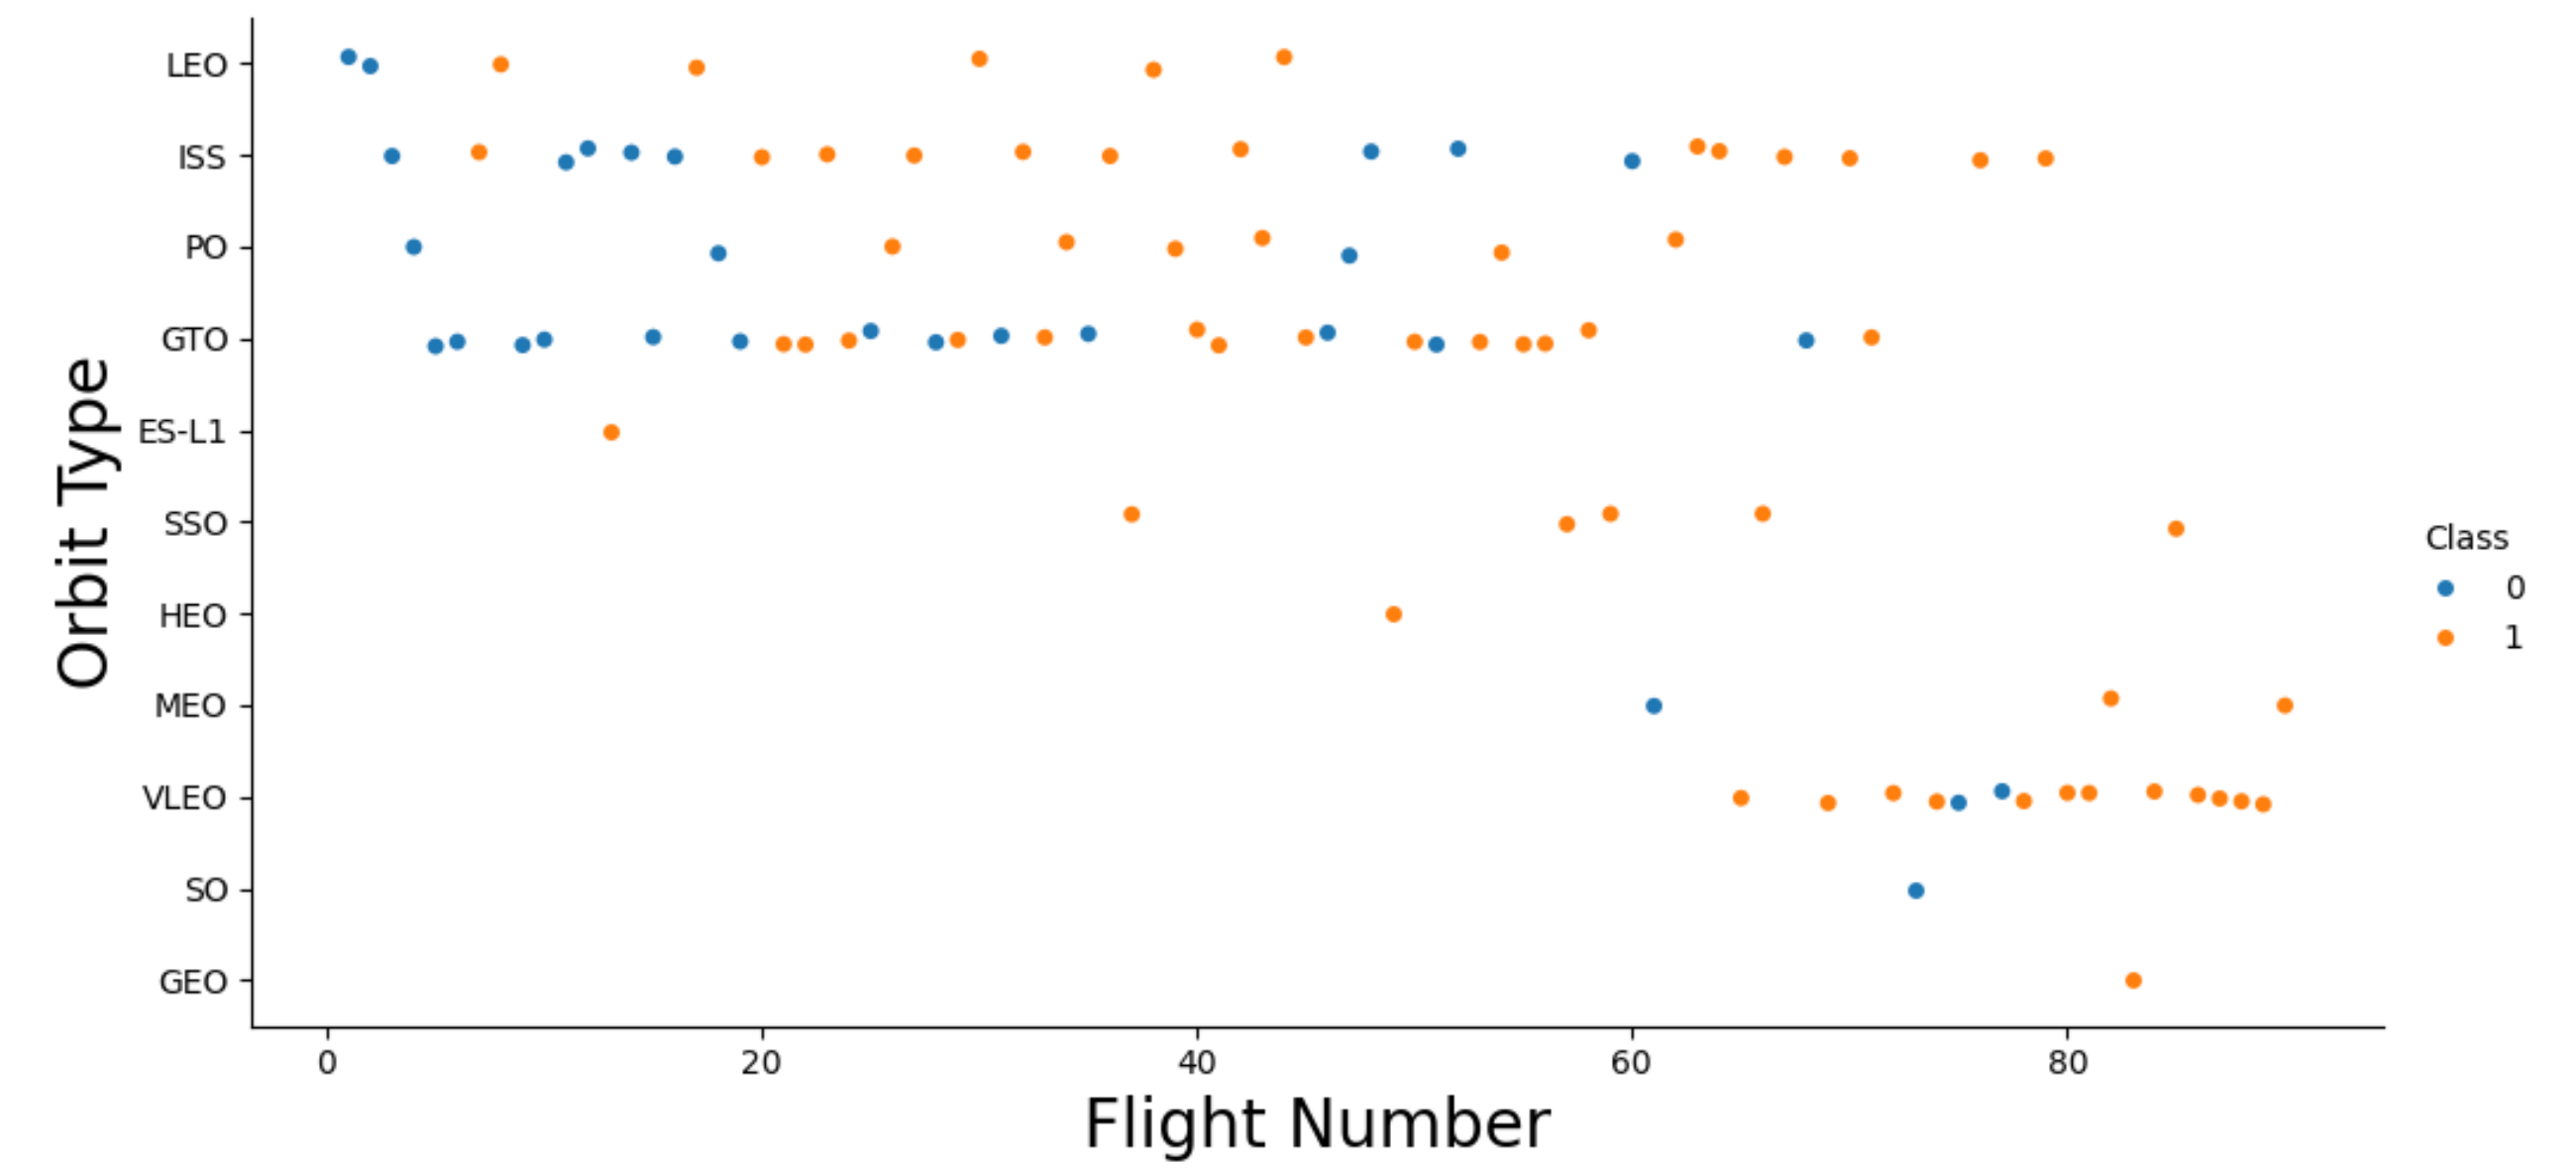 LEO
ISS
PO
GTO
ES-L1
SSO
HEO
MEO
VLEO
SO
GEO
Orbit Type
0 20 40 60 80
Flight Number
Class
0
1